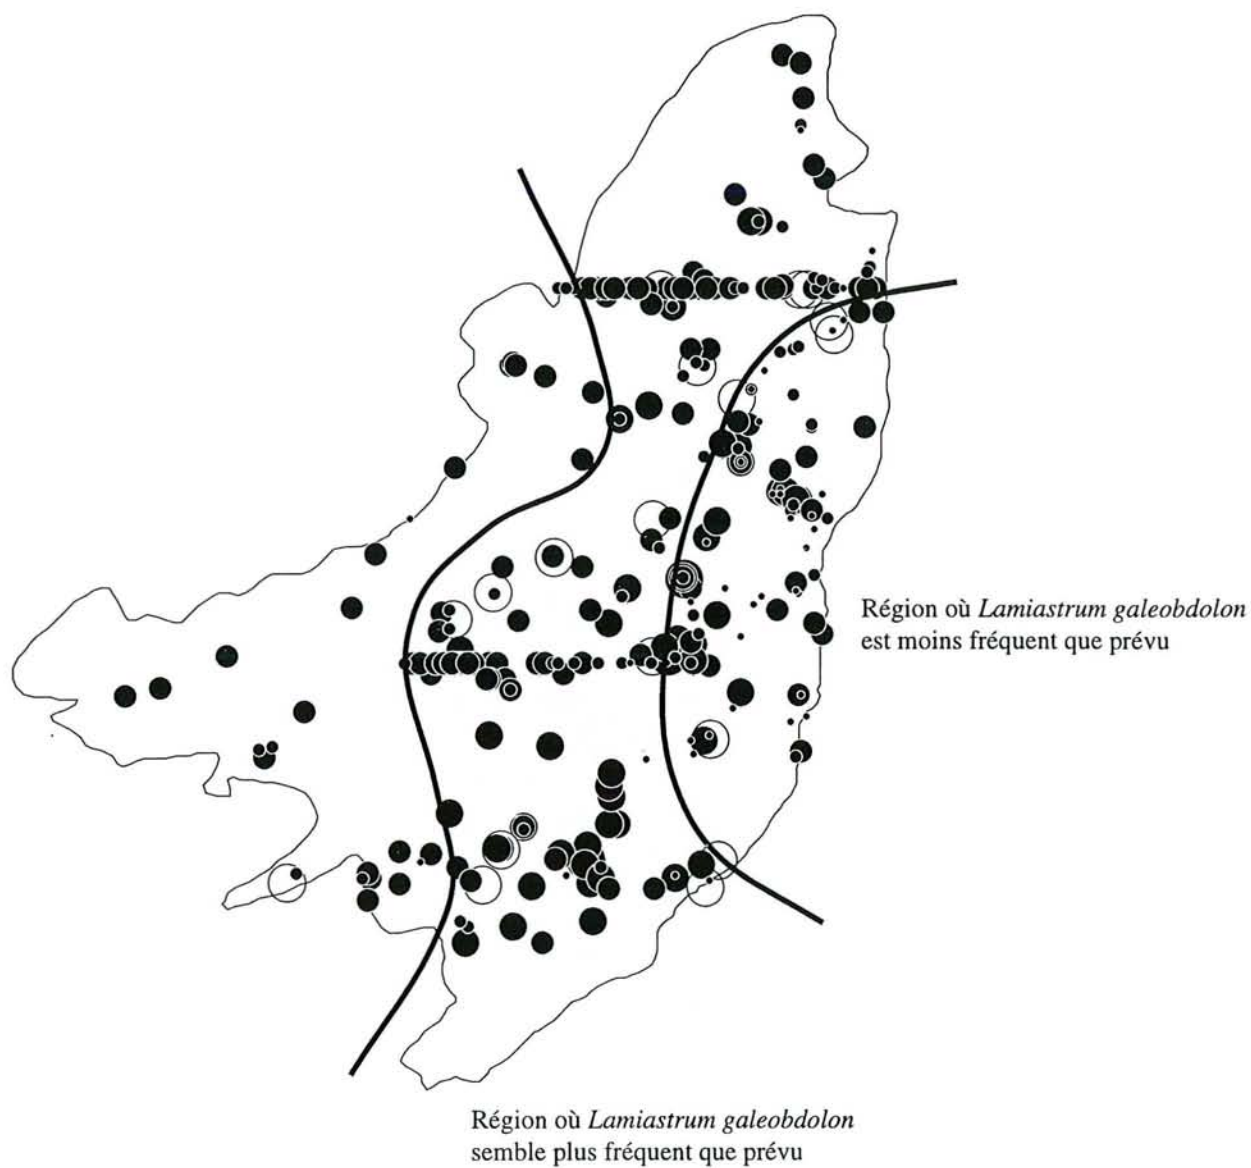 Région où Lamiastrum galeobdolon
est moins fréquent que prévu
Région où Lamiastrum galeobdolon
semble plus fréquent que prévu